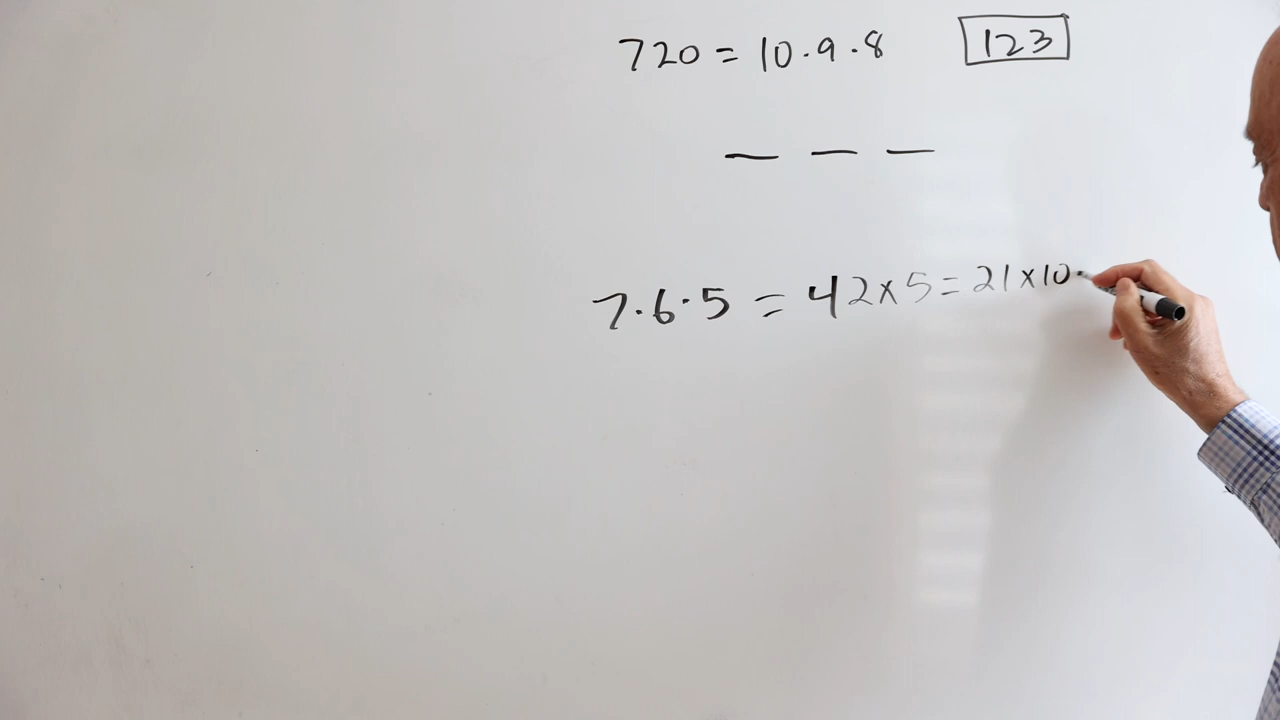 720 = 10·9·8 123
— — —
7·6·5 = 42×5 = 21×10